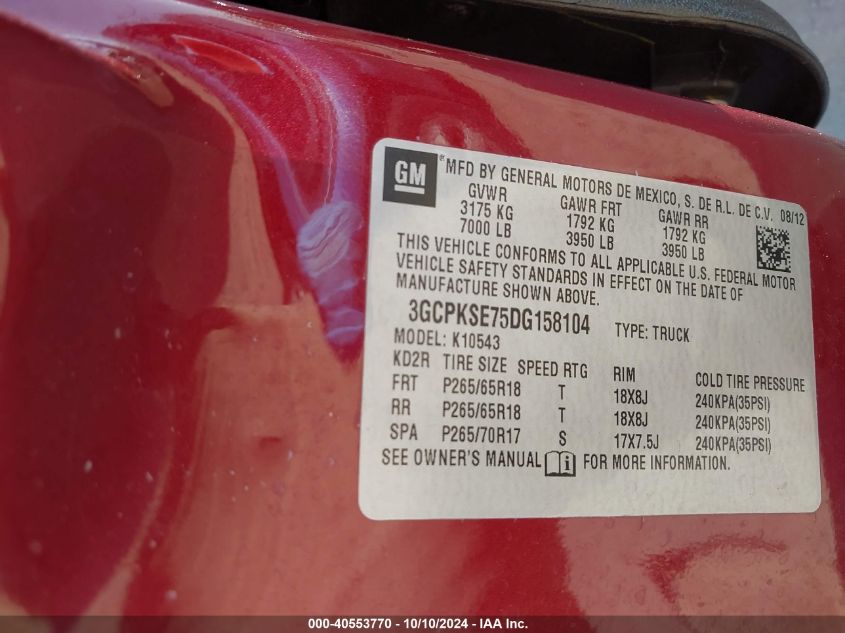 GM ® MFD BY GENERAL MOTORS DE MEXICO, S. DE R.L. DE C.V. 08/12
GVWR GAWR FRT GAWR RR
3175 KG 1792 KG 1792 KG
7000 LB 3950 LB 3950 LB
THIS VEHICLE CONFORMS TO ALL APPLICABLE U.S. FEDERAL MOTOR
VEHICLE SAFETY STANDARDS IN EFFECT ON THE DATE OF
MANUFACTURE SHOWN ABOVE.
3GCPKSE75DG158104 TYPE: TRUCK
MODEL: K10543
KD2R TIRE SIZE SPEED RTG RIM COLD TIRE PRESSURE
FRT P265/65R18 T 18X8J 240KPA(35PSI)
RR P265/65R18 T 18X8J 240KPA(35PSI)
SPA P265/70R17 S 17X7.5J 240KPA(35PSI)
SEE OWNER'S MANUAL i FOR MORE INFORMATION.
000-40553770 - 10/10/2024 - IAA Inc.